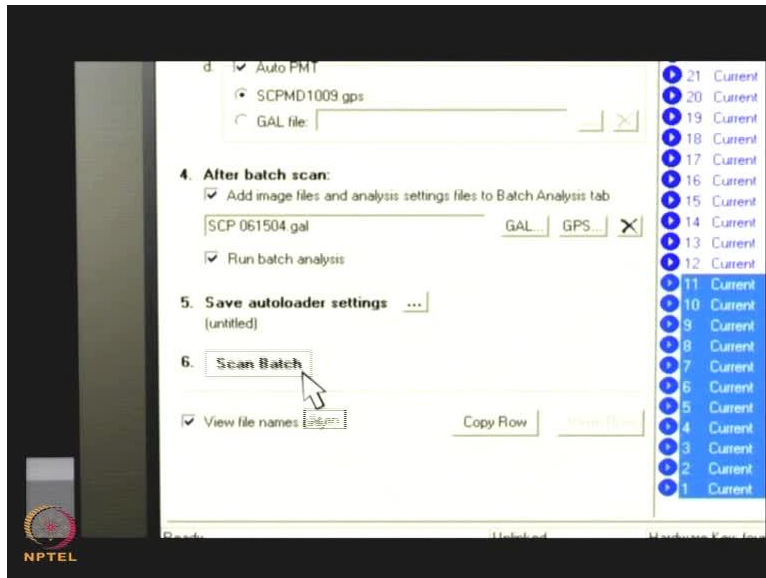 d. Auto PMT
SCPMD1009.gps
GAL file:
4. After batch scan:
Add image files and analysis settings files to Batch Analysis tab
SCP 061504.gal GAL... GPS...
Run batch analysis
5. Save autoloader settings ...
(untitled)
6. Scan Batch
View file names Copy Row
21 Current
20 Current
19 Current
18 Current
17 Current
16 Current
15 Current
14 Current
13 Current
12 Current
11 Current
10 Current
9 Current
8 Current
7 Current
6 Current
5 Current
4 Current
3 Current
2 Current
1 Current
NPTEL